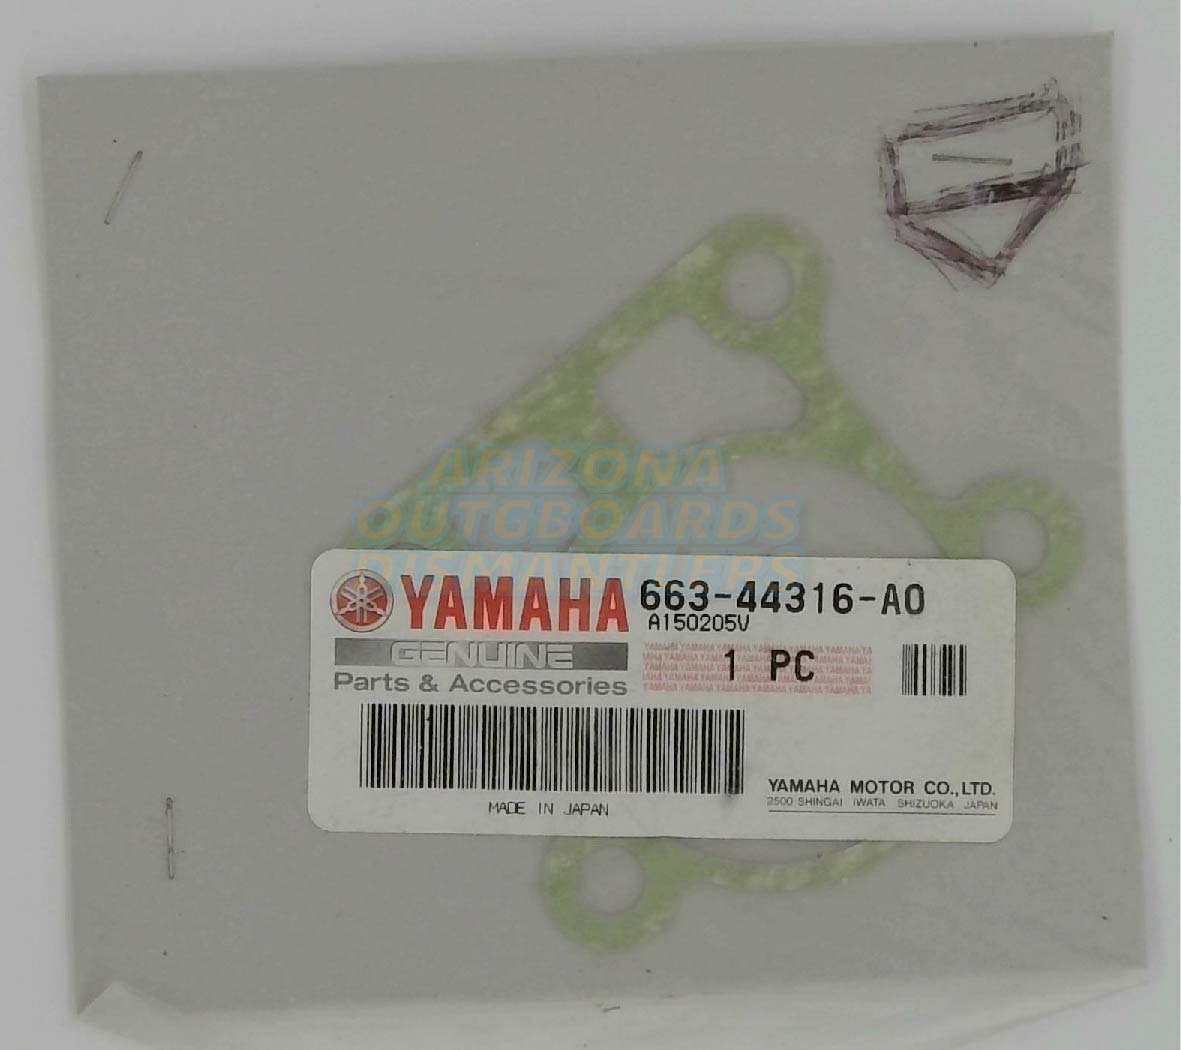 ARIZONA
OUTGBOARDS
DISMANTLERS
YAMAHA 663-44316-A0
A150205V
GENUINE
Parts & Accessories
1 PC
YAMAHA MOTOR CO.,LTD.
2500 SHINGAI IWATA SHIZUOKA JAPAN
MADE IN JAPAN